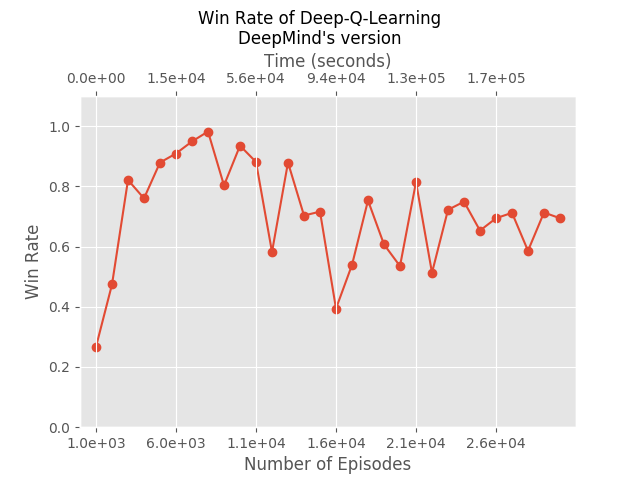 Win Rate of Deep-Q-Learning
DeepMind's version
Time (seconds)
0.0e+00 1.5e+04 5.6e+04 9.4e+04 1.3e+05 1.7e+05
1.0
0.8
0.6
0.4
0.2
0.0
Win Rate
1.0e+03 6.0e+03 1.1e+04 1.6e+04 2.1e+04 2.6e+04
Number of Episodes